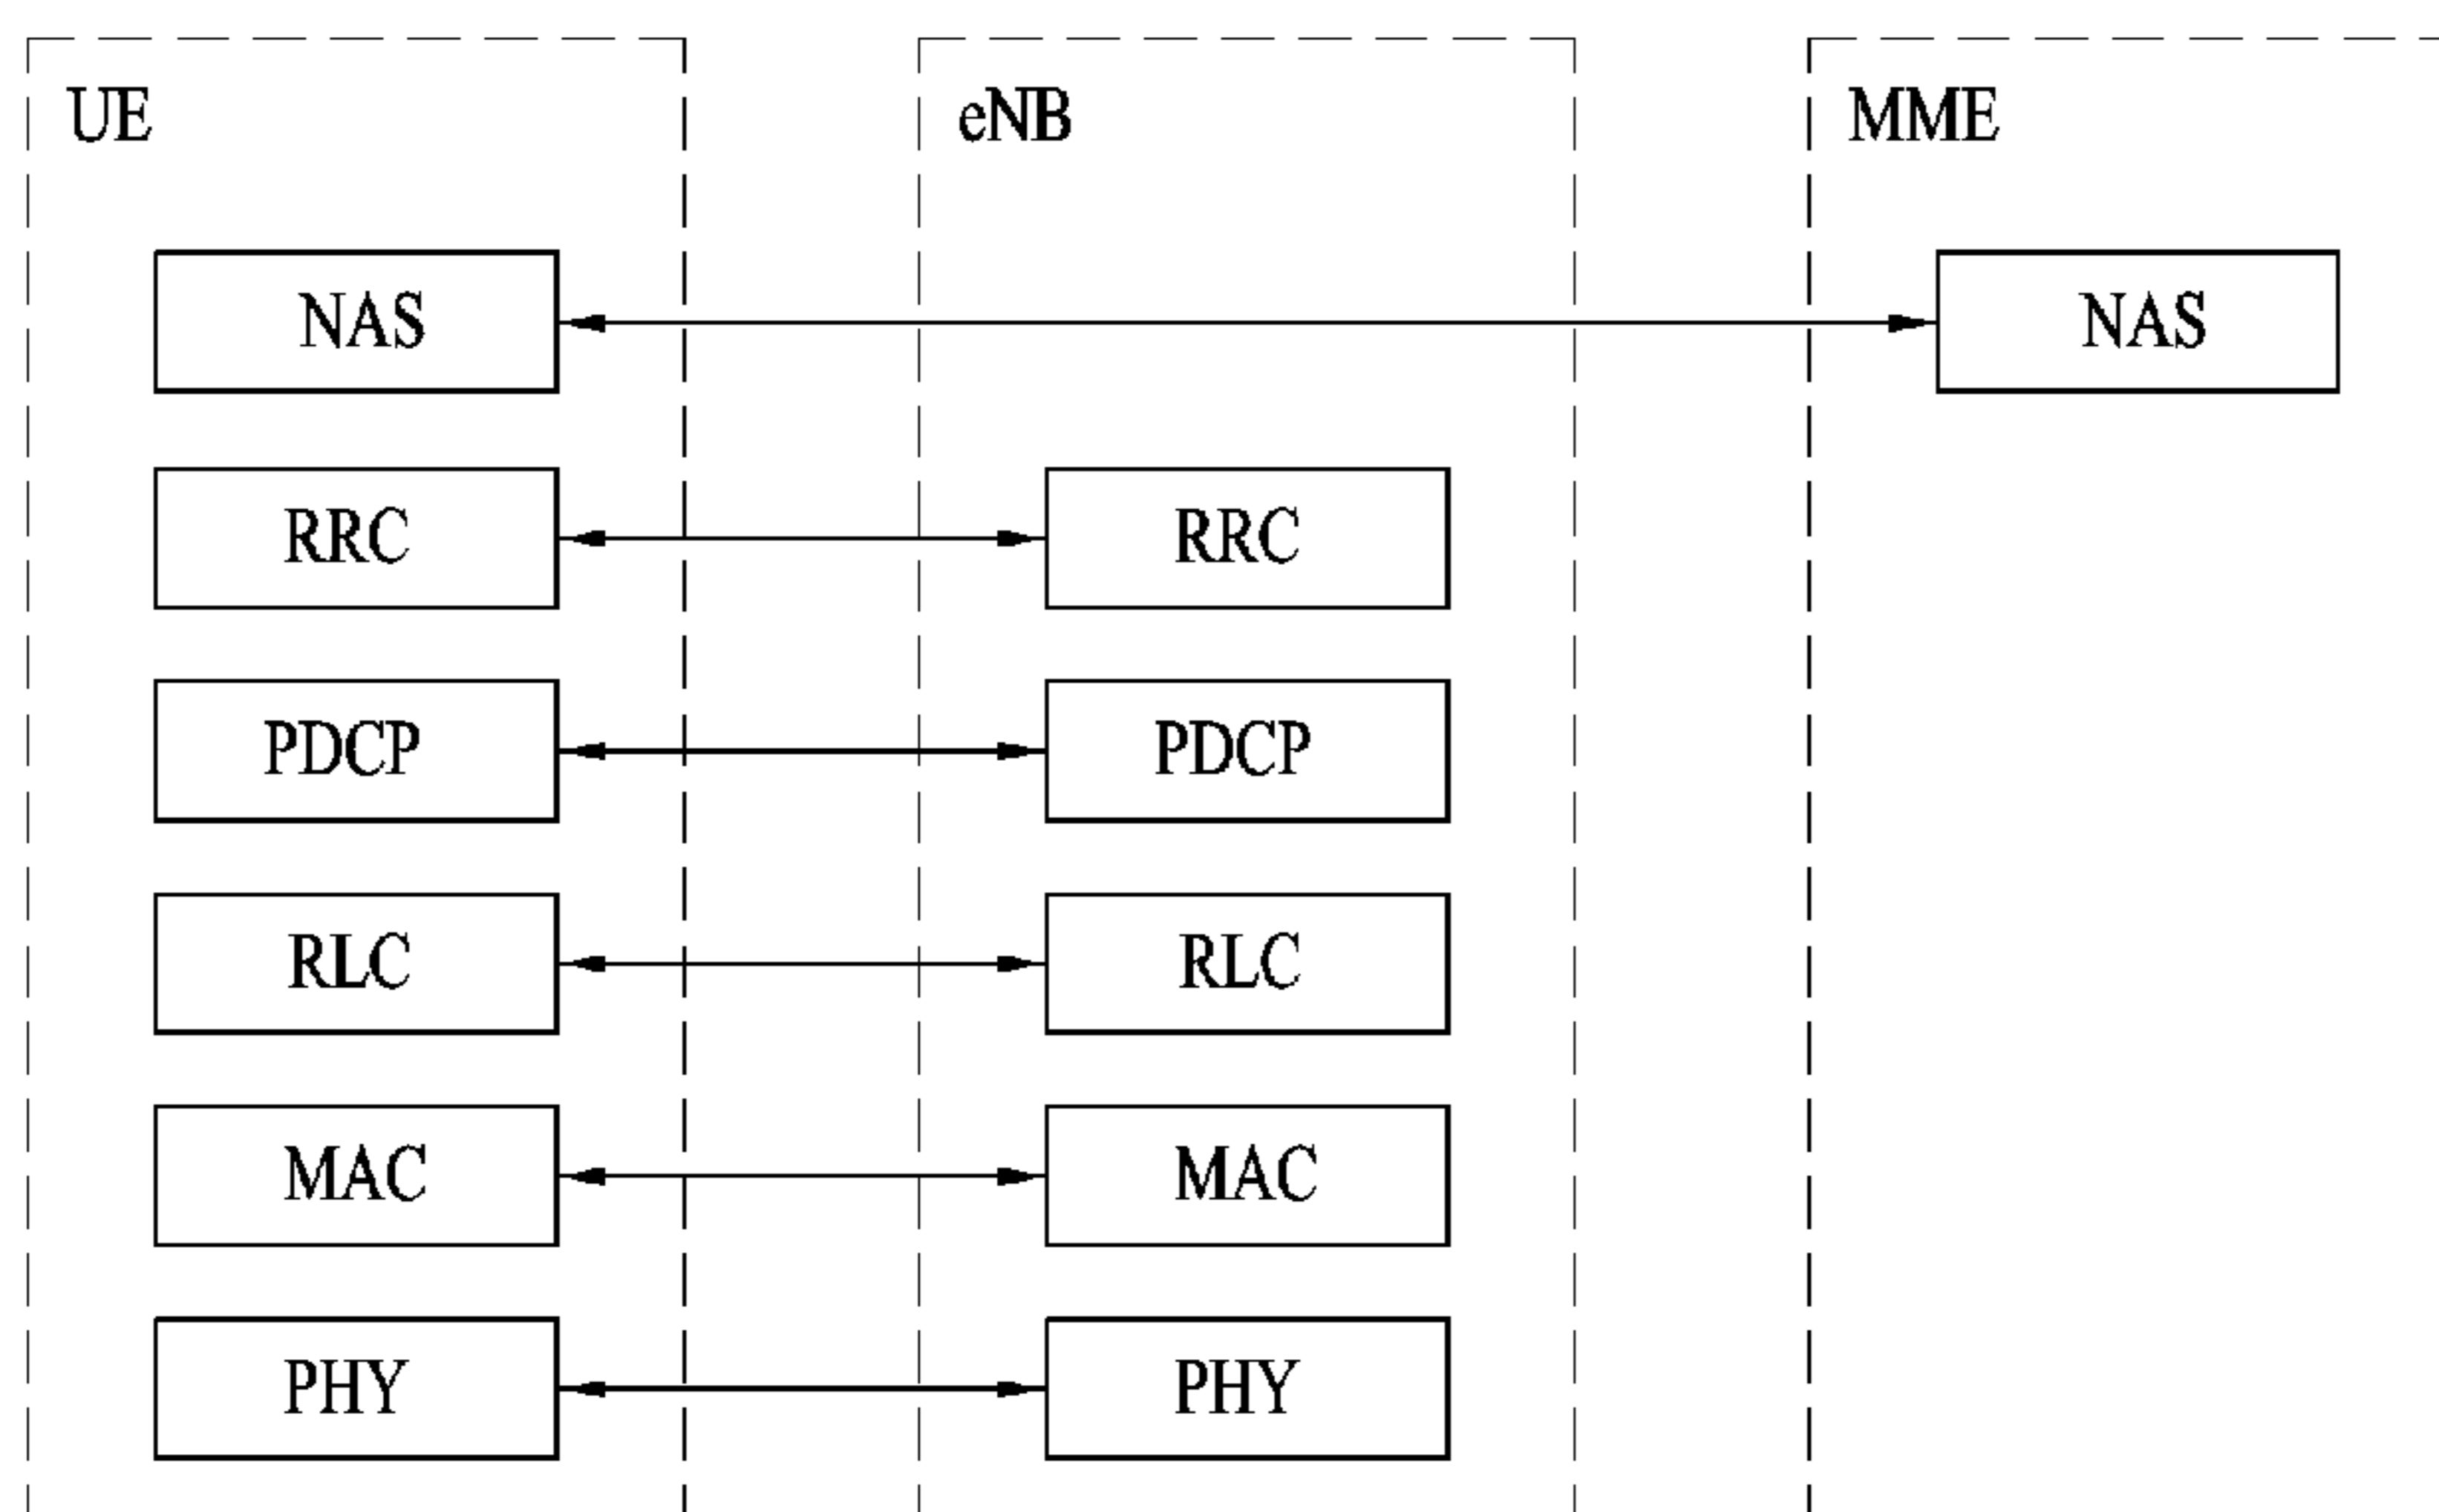 UE eNB MME
NAS NAS
RRC RRC
PDCP PDCP
RLC RLC
MAC MAC
PHY PHY